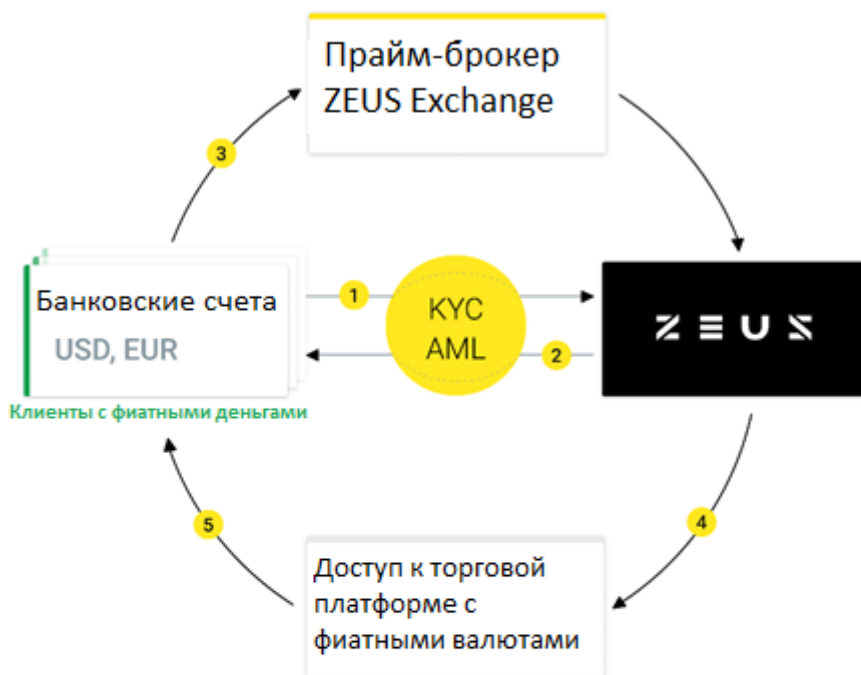 Прайм-брокер
ZEUS Exchange
3
Банковские счета
USD, EUR
Клиенты с фиатными деньгами
1
KYC
AML
2
ZEUS
5
4
Доступ к торговой
платформе с
фиатными валютами